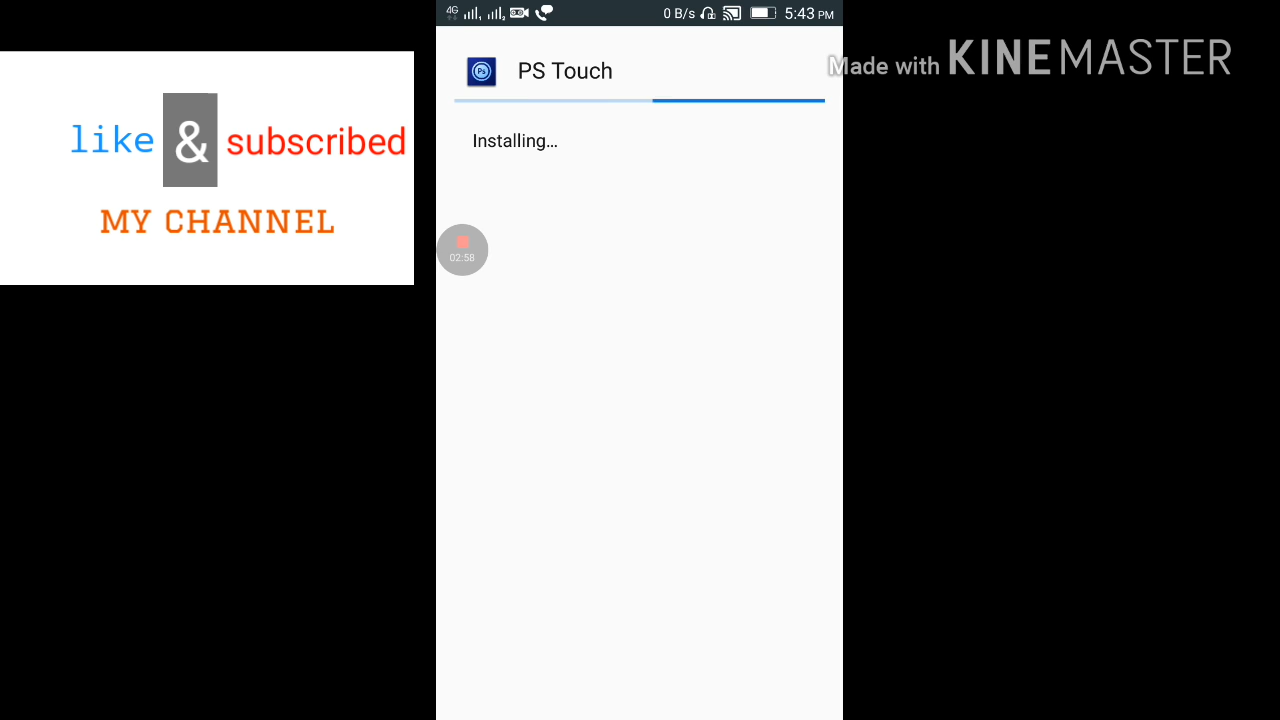 4G 0 B/s 5:43 PM
PS Touch
Made with KINEMASTER
like & subscribed
MY CHANNEL
Installing...
02:58